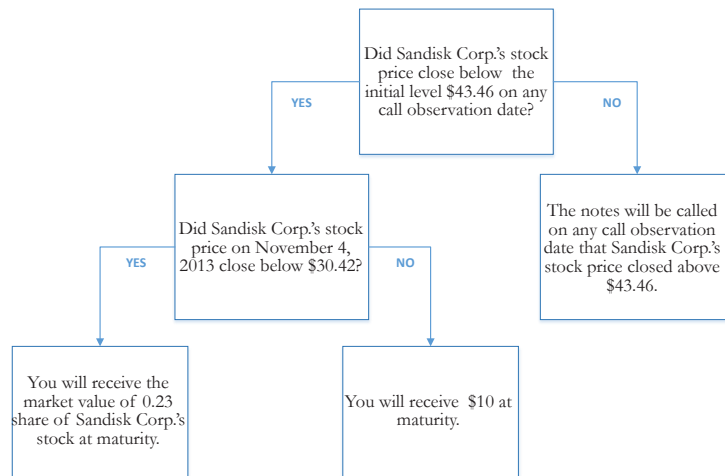 Did Sandisk Corp.'s stock
price close below the
initial level $43.46 on any
call observation date?
YES
NO
Did Sandisk Corp.'s stock
price on November 4,
2013 close below $30.42?
The notes will be called
on any call observation
date that Sandisk Corp.'s
stock price closed above
$43.46.
YES
NO
You will receive the
market value of 0.23
share of Sandisk Corp.'s
stock at maturity.
You will receive $10 at
maturity.